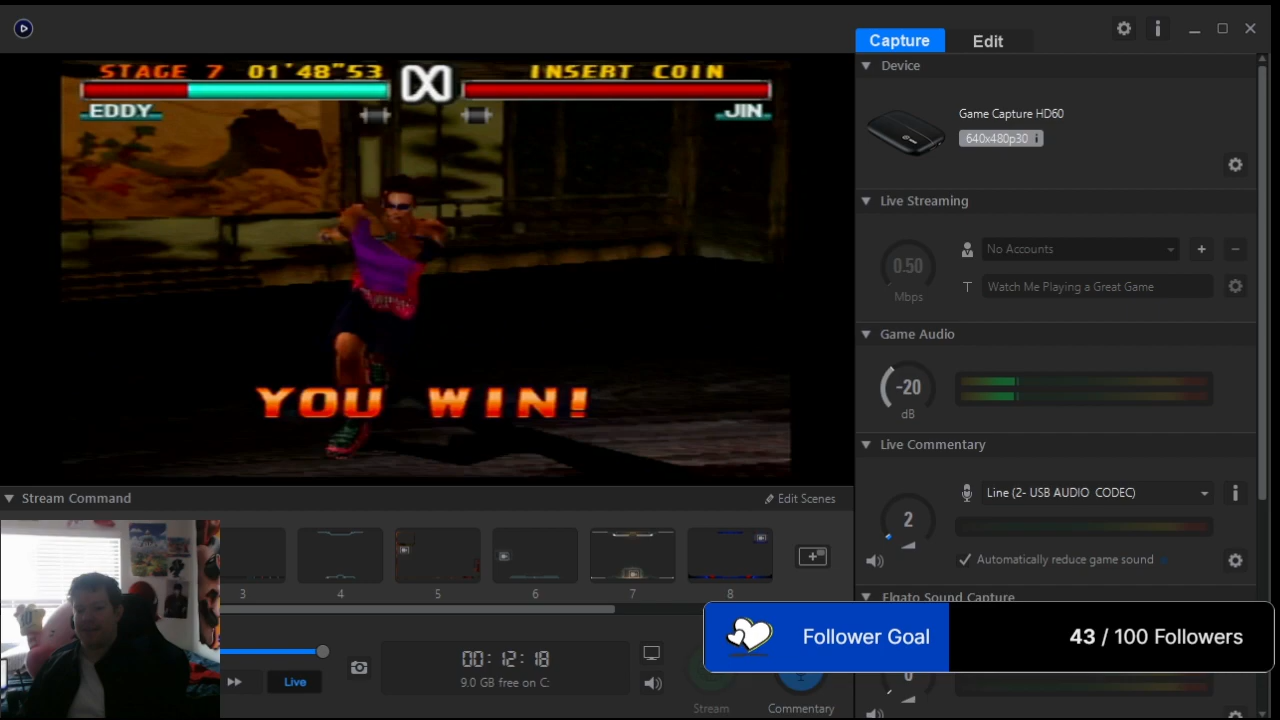 Capture
Edit
STAGE 7 01'48"53
INSERT COIN
EDDY
JIN
YOU WIN!
Device
Game Capture HD60
640x480p30 i
Live Streaming
0.50
Mbps
No Accounts
T Watch Me Playing a Great Game
Game Audio
-20
dB
Live Commentary
2
Line (2- USB AUDIO CODEC)
Automatically reduce game sound
Elgato Sound Capture
Stream Command
Edit Scenes
3
4
5
6
7
8
Follower Goal
43 / 100 Followers
Live
00:12:18
9.0 GB free on C:
Stream
Commentary
0